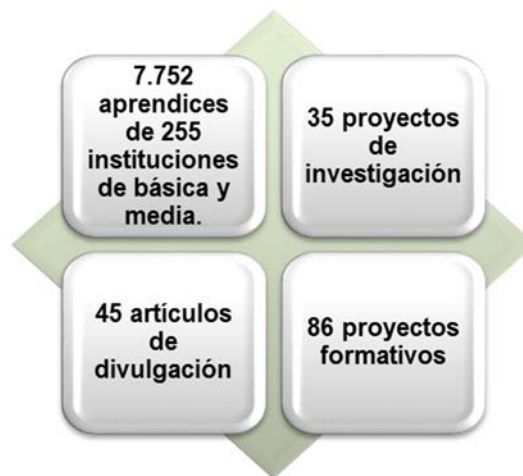 7.752
aprendices
de 255
instituciones
de básica y
media.
35 proyectos
de
investigación
45 artículos
de
divulgación
86 proyectos
formativos